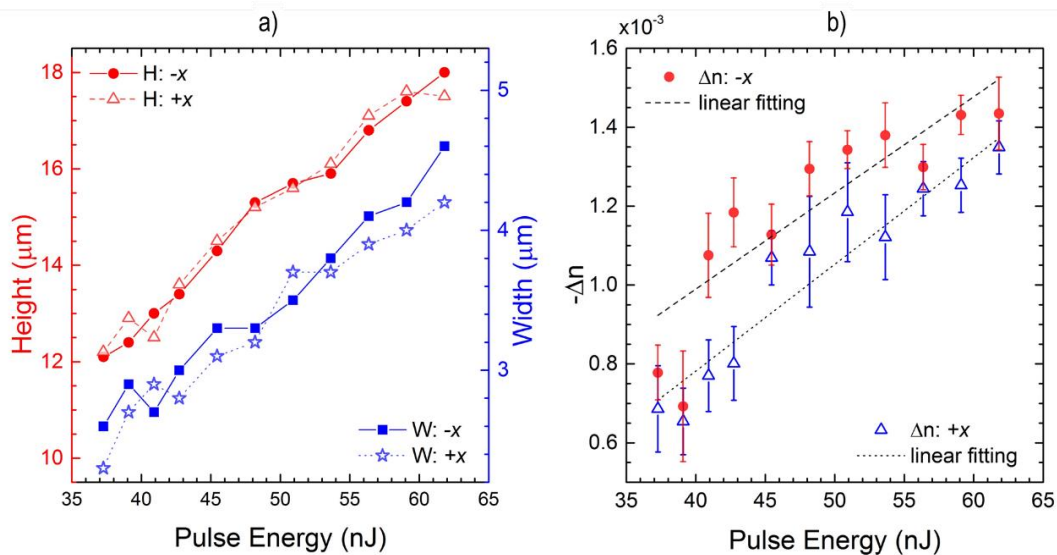 a)
H: -x
H: +x
W: -x
W: +x
Height (μm)
18
16
14
12
10
Width (μm)
5
4
3
35 40 45 50 55 60 65
Pulse Energy (nJ)
b)
x10⁻³
Δn: -x
linear fitting
Δn: +x
linear fitting
-Δn
1.6
1.4
1.2
1.0
0.8
0.6
35 40 45 50 55 60 65
Pulse Energy (nJ)